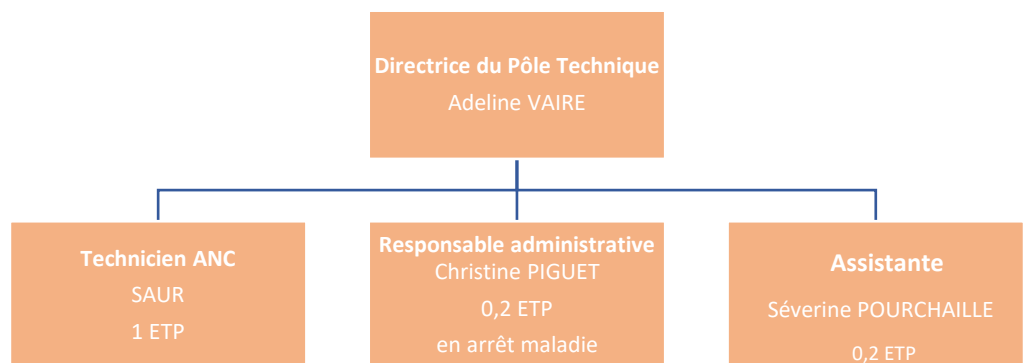 Directrice du Pôle Technique
Adeline VAIRE
Technicien ANC
SAUR
1 ETP
Responsable administrative
Christine PIGUET
0,2 ETP
en arrêt maladie
Assistante
Séverine POURCHAILLE
0,2 ETP